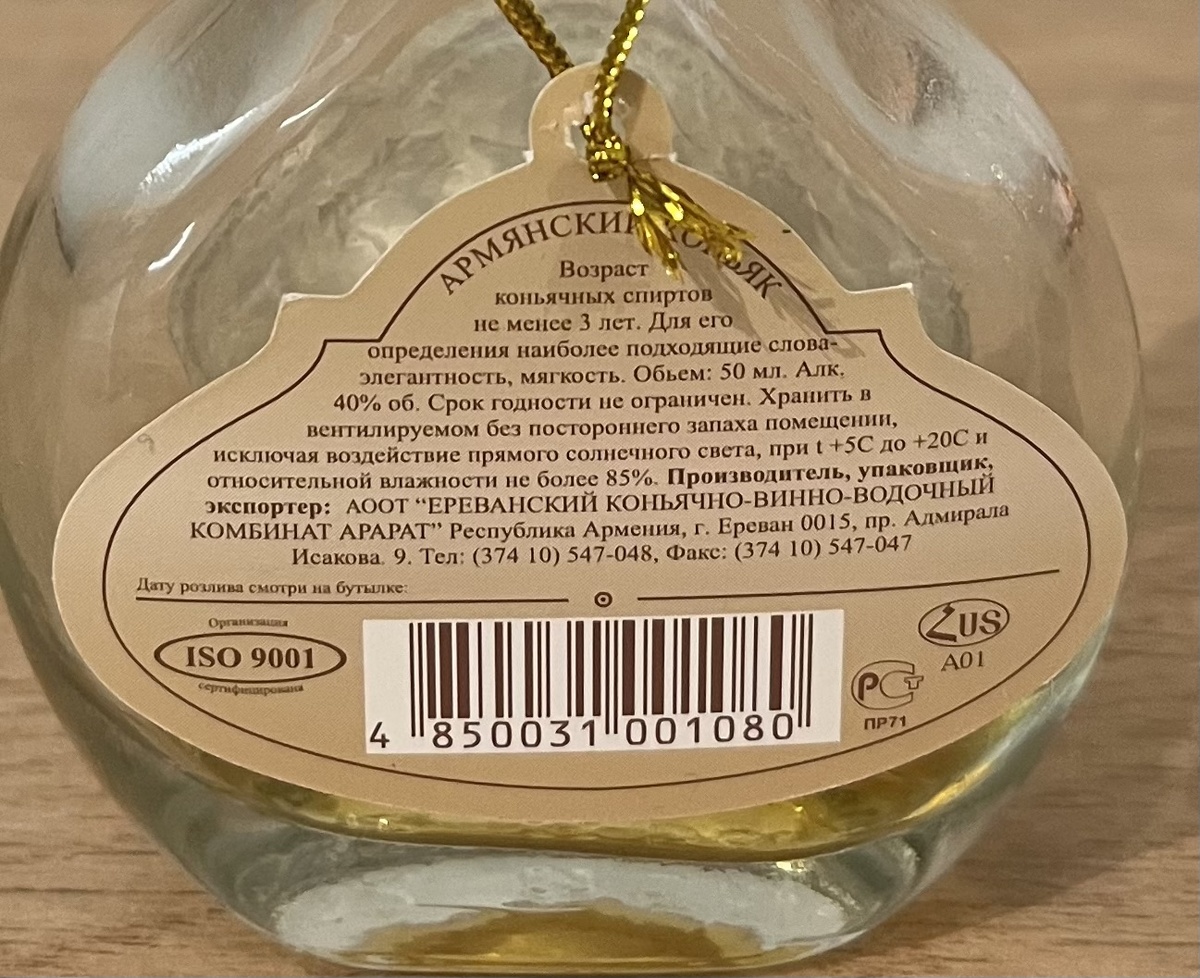 АРМЯНСКИЙ КОНЬЯК
Возраст
коньячных спиртов
не менее 3 лет. Для его
определения наиболее подходящие слова-
элегантность, мягкость. Обьем: 50 мл. Алк.
40% об. Срок годности не ограничен. Хранить в
вентилируемом без постороннего запаха помещении,
исключая воздействие прямого солнечного света, при t +5C до +20C и
относительной влажности не более 85%. Производитель, упаковщик,
экспортер: АООТ “ЕРЕВАНСКИЙ КОНЬЯЧНО-ВИННО-ВОДОЧНЫЙ
КОМБИНАТ АРАРАТ” Республика Армения, г. Ереван 0015, пр. Адмирала
Исакова. 9. Тел: (374 10) 547-048, Факс: (374 10) 547-047
Дату розлива смотри на бутылке:
Организация
ISO 9001
сертифицирована
4 850031 001080
ՀUS
A01
РСТ
ПР71